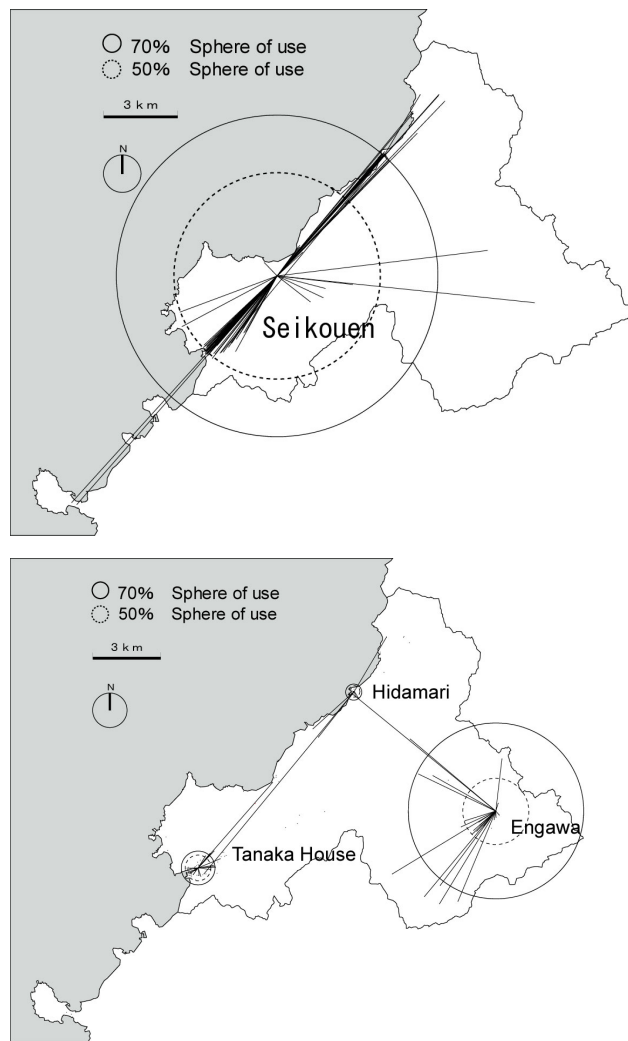 70% Sphere of use
50% Sphere of use
3 km
N
Seikouen
70% Sphere of use
50% Sphere of use
3 km
N
Hidamari
Engawa
Tanaka House